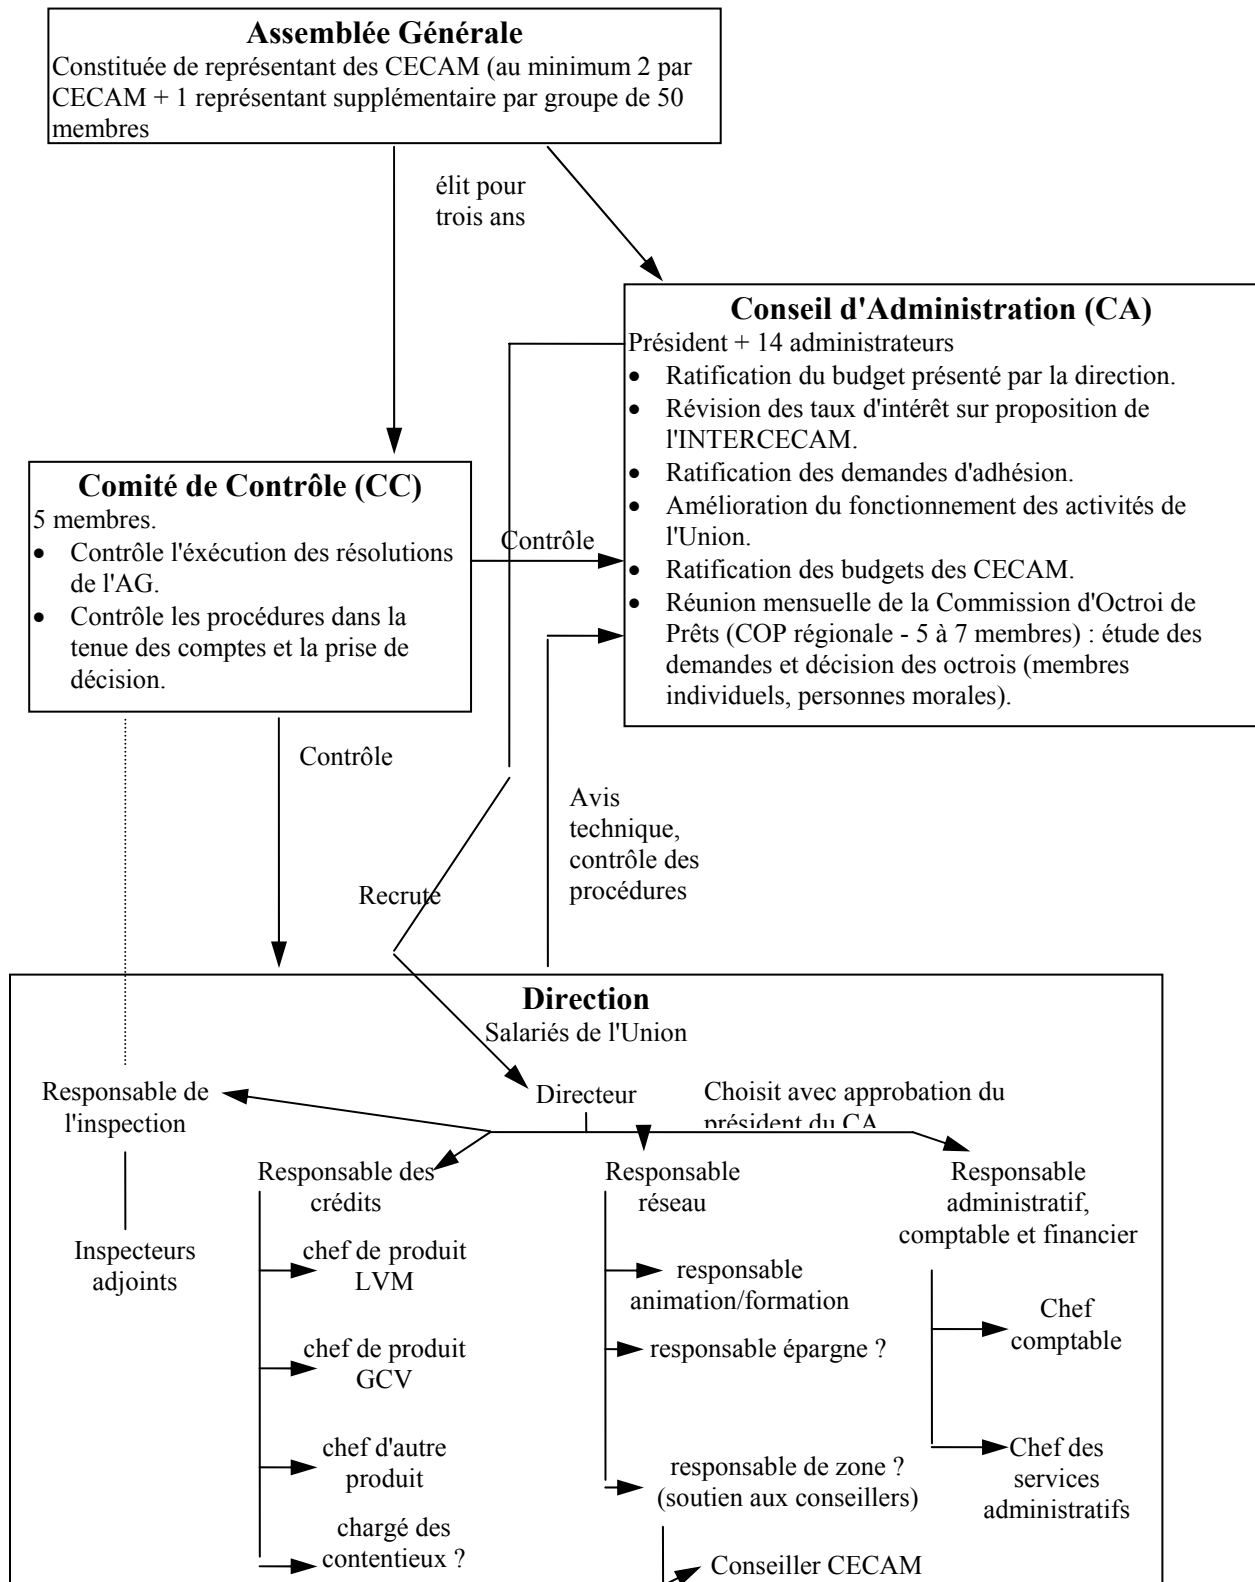 Assemblée Générale
Constituée de représentant des CECAM (au minimum 2 par
CECAM + 1 représentant supplémentaire par groupe de 50
membres
élit pour
trois ans
Conseil d'Administration (CA)
Président + 14 administrateurs
• Ratification du budget présenté par la direction.
• Révision des taux d'intérêt sur proposition de
l'INTERCECAM.
• Ratification des demandes d'adhésion.
• Amélioration du fonctionnement des activités de
l'Union.
• Ratification des budgets des CECAM.
• Réunion mensuelle de la Commission d'Octroi de
Prêts (COP régionale - 5 à 7 membres) : étude des
demandes et décision des octrois (membres
individuels, personnes morales).
Comité de Contrôle (CC)
5 membres.
• Contrôle l'éxécution des résolutions
de l'AG.
• Contrôle les procédures dans la
tenue des comptes et la prise de
décision.
Contrôle
Contrôle
Avis
technique,
contrôle des
procédures
Recrute
Direction
Salariés de l'Union
Directeur
Choisit avec approbation du
président du CA
Responsable de
l'inspection
Inspecteurs
adjoints
Responsable des
crédits
chef de produit
LVM
chef de produit
GCV
chef d'autre
produit
chargé des
contentieux ?
Responsable
réseau
responsable
animation/formation
responsable épargne ?
responsable de zone ?
(soutien aux conseillers)
Conseiller CECAM
Responsable
administratif,
comptable et financier
Chef
comptable
Chef des
services
administratifs